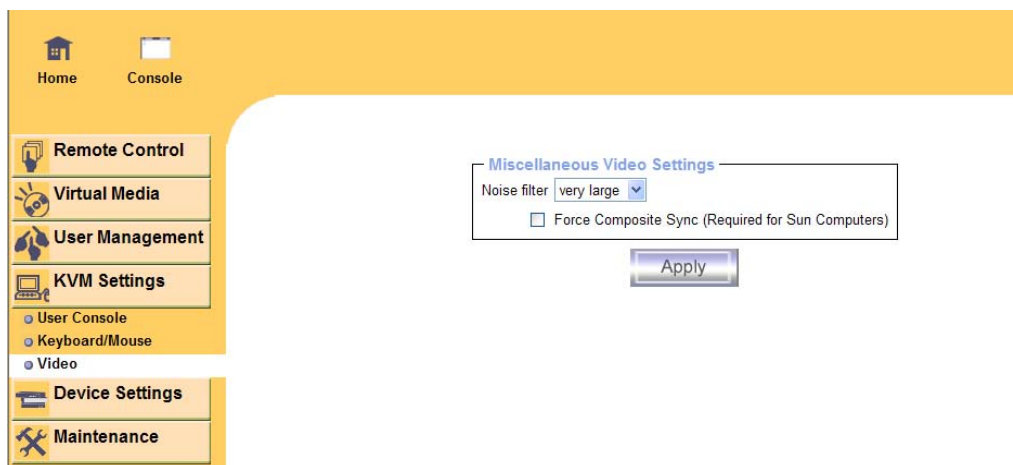 Home
Console
Remote Control
Virtual Media
User Management
KVM Settings
User Console
Keyboard/Mouse
Video
Device Settings
Maintenance
Miscellaneous Video Settings
Noise filter very large
Force Composite Sync (Required for Sun Computers)
Apply